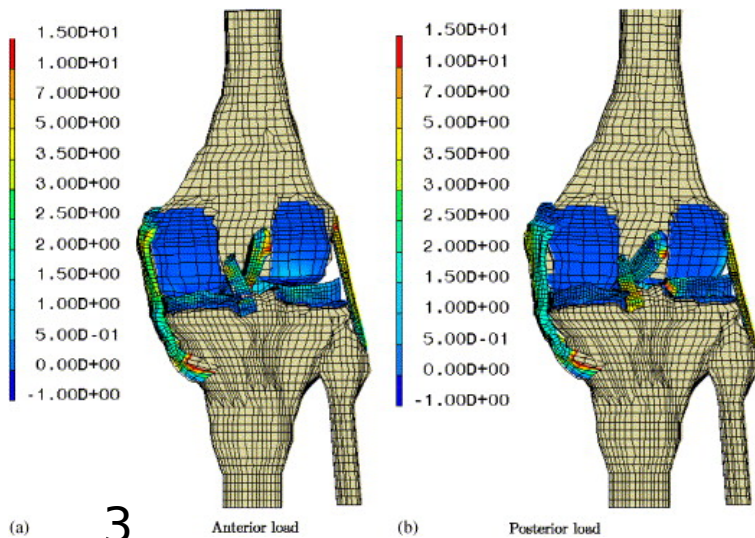 1.50D+01
1.00D+01
7.00D+00
5.00D+00
3.50D+00
3.00D+00
2.50D+00
2.00D+00
1.50D+00
1.00D+00
5.00D-01
0.00D+00
-1.00D+00
1.50D+01
1.00D+01
7.00D+00
5.00D+00
3.50D+00
3.00D+00
2.50D+00
2.00D+00
1.50D+00
1.00D+00
5.00D-01
0.00D+00
-1.00D+00
(a) 3 Anterior load
(b) Posterior load